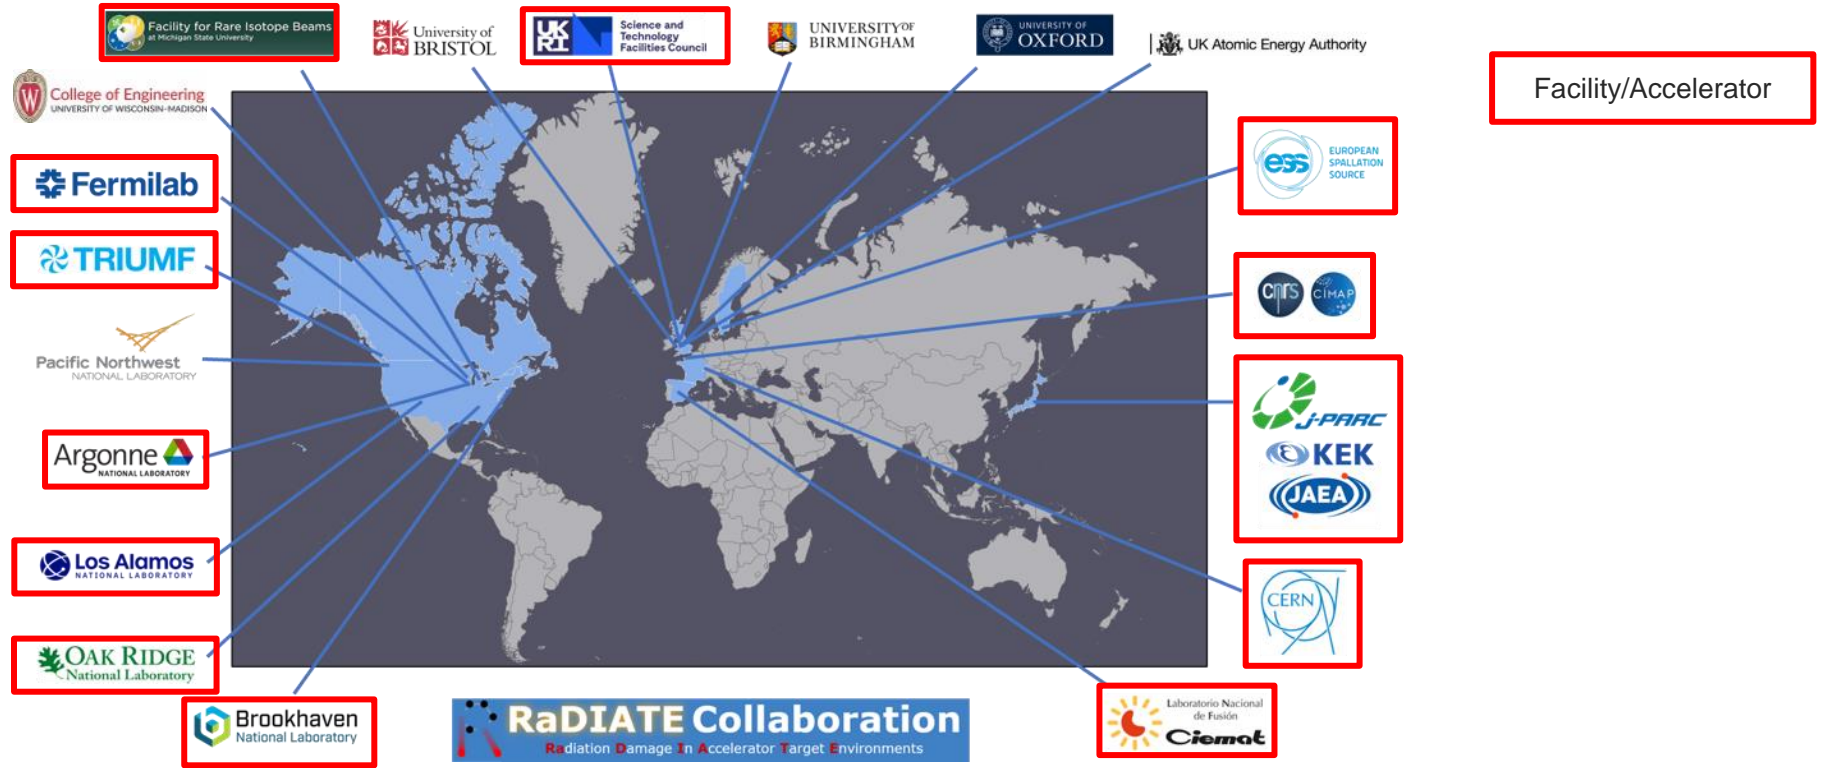 Facility for Rare Isotope Beams
at Michigan State University
University of
BRISTOL
UK
RI
Science and
Technology
Facilities Council
UNIVERSITY OF
BIRMINGHAM
UNIVERSITY OF
OXFORD
UK Atomic Energy Authority
Facility/Accelerator
W
College of Engineering
UNIVERSITY OF WISCONSIN-MADISON
Fermilab
TRIUMF
Pacific Northwest
NATIONAL LABORATORY
Argonne
NATIONAL LABORATORY
Los Alamos
NATIONAL LABORATORY
OAK RIDGE
National Laboratory
Brookhaven
National Laboratory
ess
EUROPEAN
SPALLATION
SOURCE
cnrs
CIMAP
J-PARC
KEK
JAEA
CERN
Laboratorio Nacional
de Fusión
Ciemat
RaDIATE Collaboration
Radiation Damage In Accelerator Target Environments